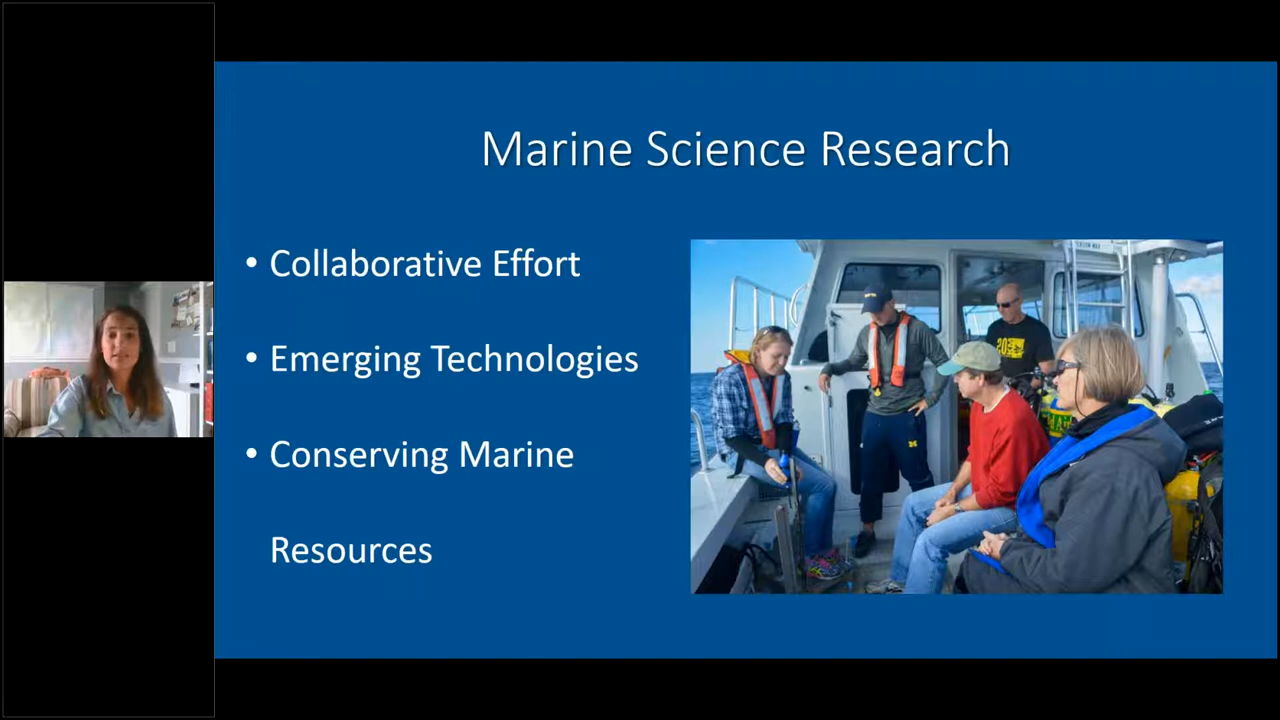 Marine Science Research
• Collaborative Effort
• Emerging Technologies
• Conserving Marine
Resources
M